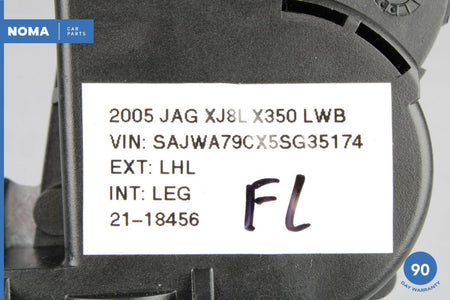 NOMA CAR
PARTS
2005 JAG XJ8L X350 LWB
VIN: SAJWA79CX5SG35174
EXT: LHL
INT: LEG
21-18456
FL
90
DAY WARRANTY